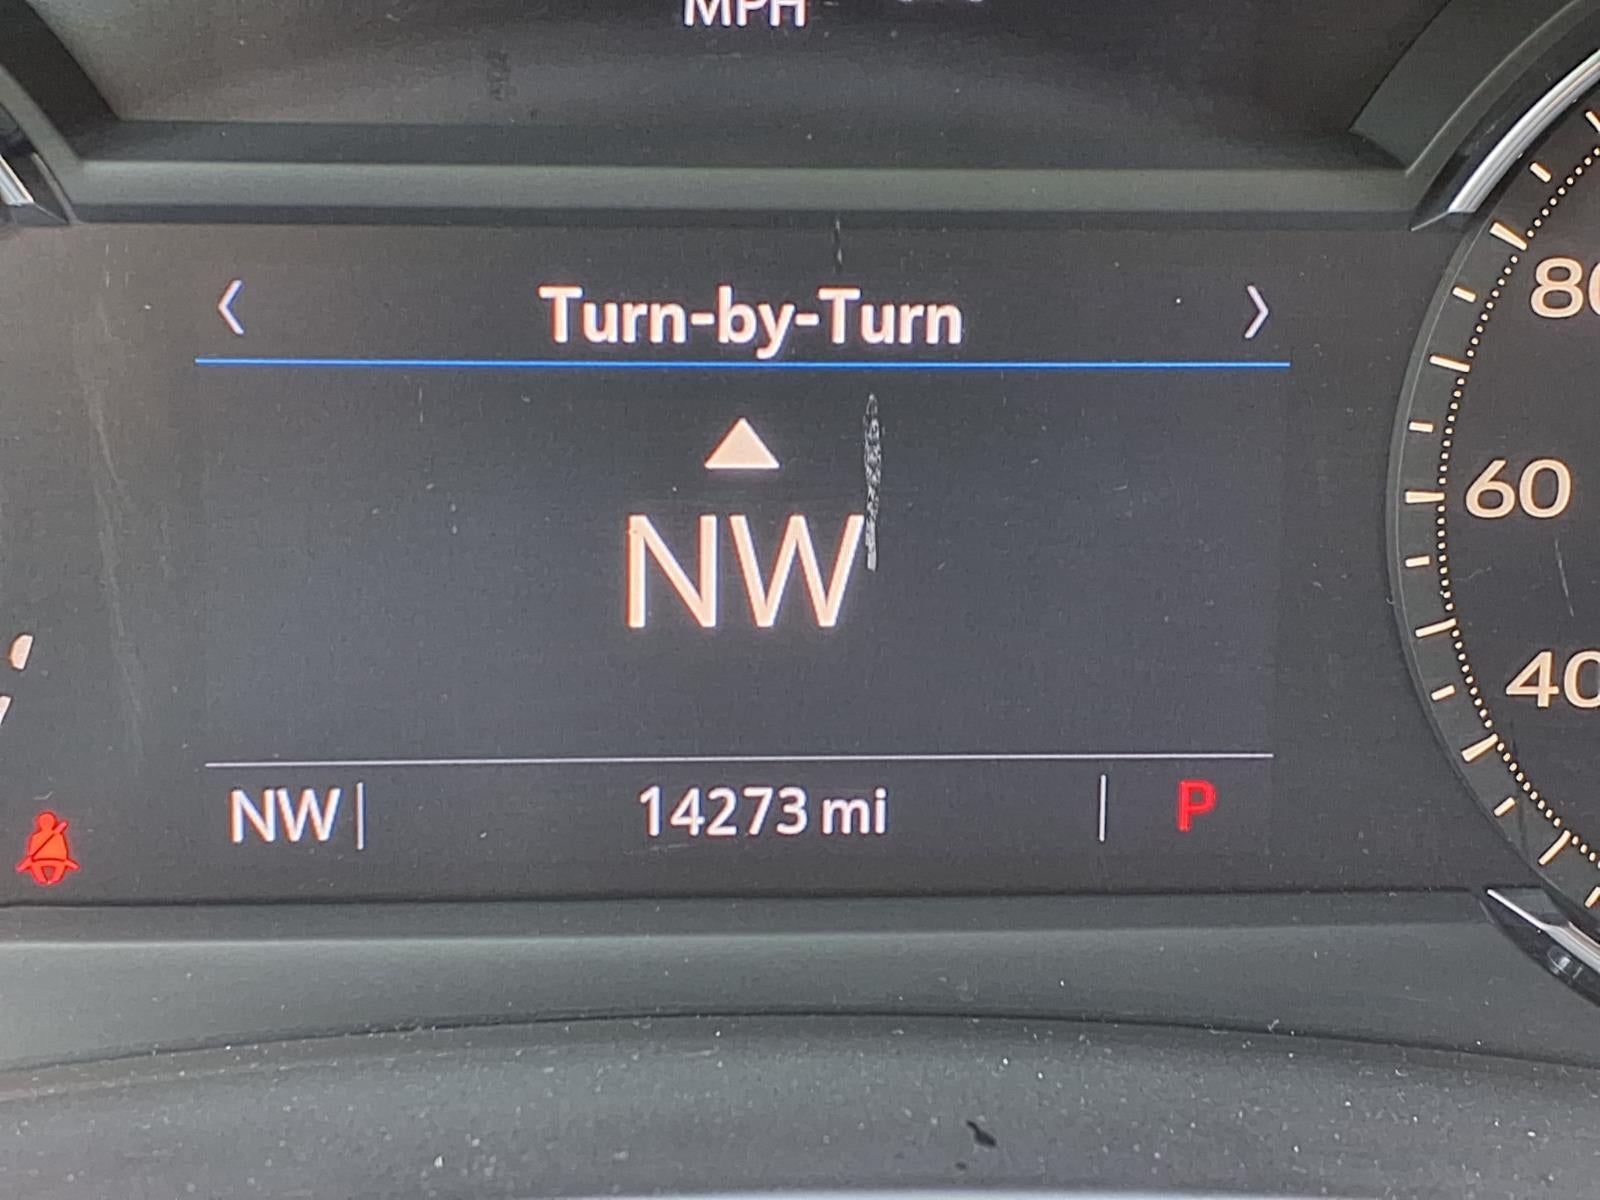 MPH
Turn-by-Turn
80
NW
60
40
NW 14273 mi P